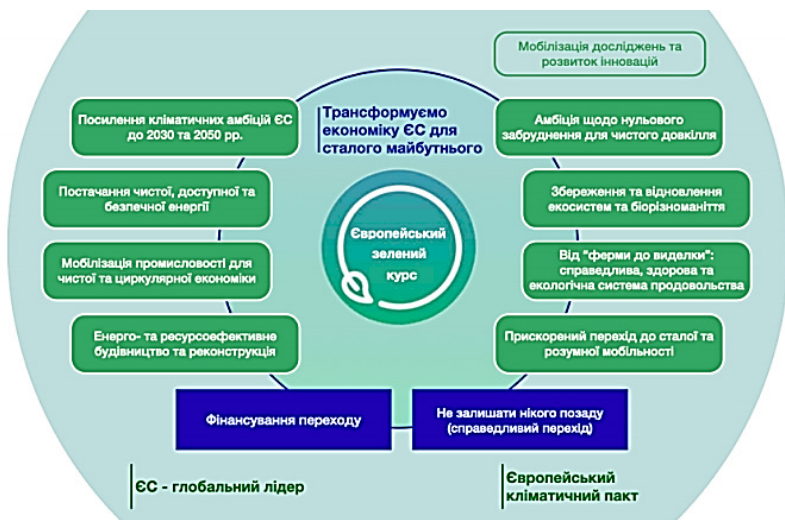 Мобілізація досліджень та
розвиток інновацій
Трансформуємо
економіку ЄС для
сталого майбутнього
Посилення кліматичних амбіцій ЄС
до 2030 та 2050 рр.
Амбіція щодо нульового
забруднення для чистого довкілля
Постачання чистої, доступної та
безпечної енергії
Збереження та відновлення
екосистем та біорізноманіття
Європейський
зелений
курс
Мобілізація промисловості для
чистої та циркулярної економіки
Від "ферми до виделки":
справедлива, здорова та
екологічна система продовольства
Енерго- та ресурсоефективне
будівництво та реконструкція
Прискорений перехід до сталої та
розумної мобільності
Фінансування переходу
Не залишати нікого позаду
(справедливий перехід)
ЄС - глобальний лідер
Європейський
кліматичний пакт